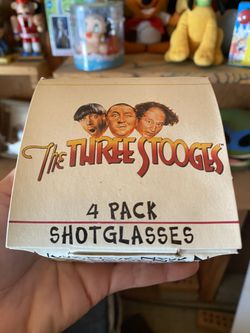 The THREE STOOGES
4 PACK
SHOTGLASSES